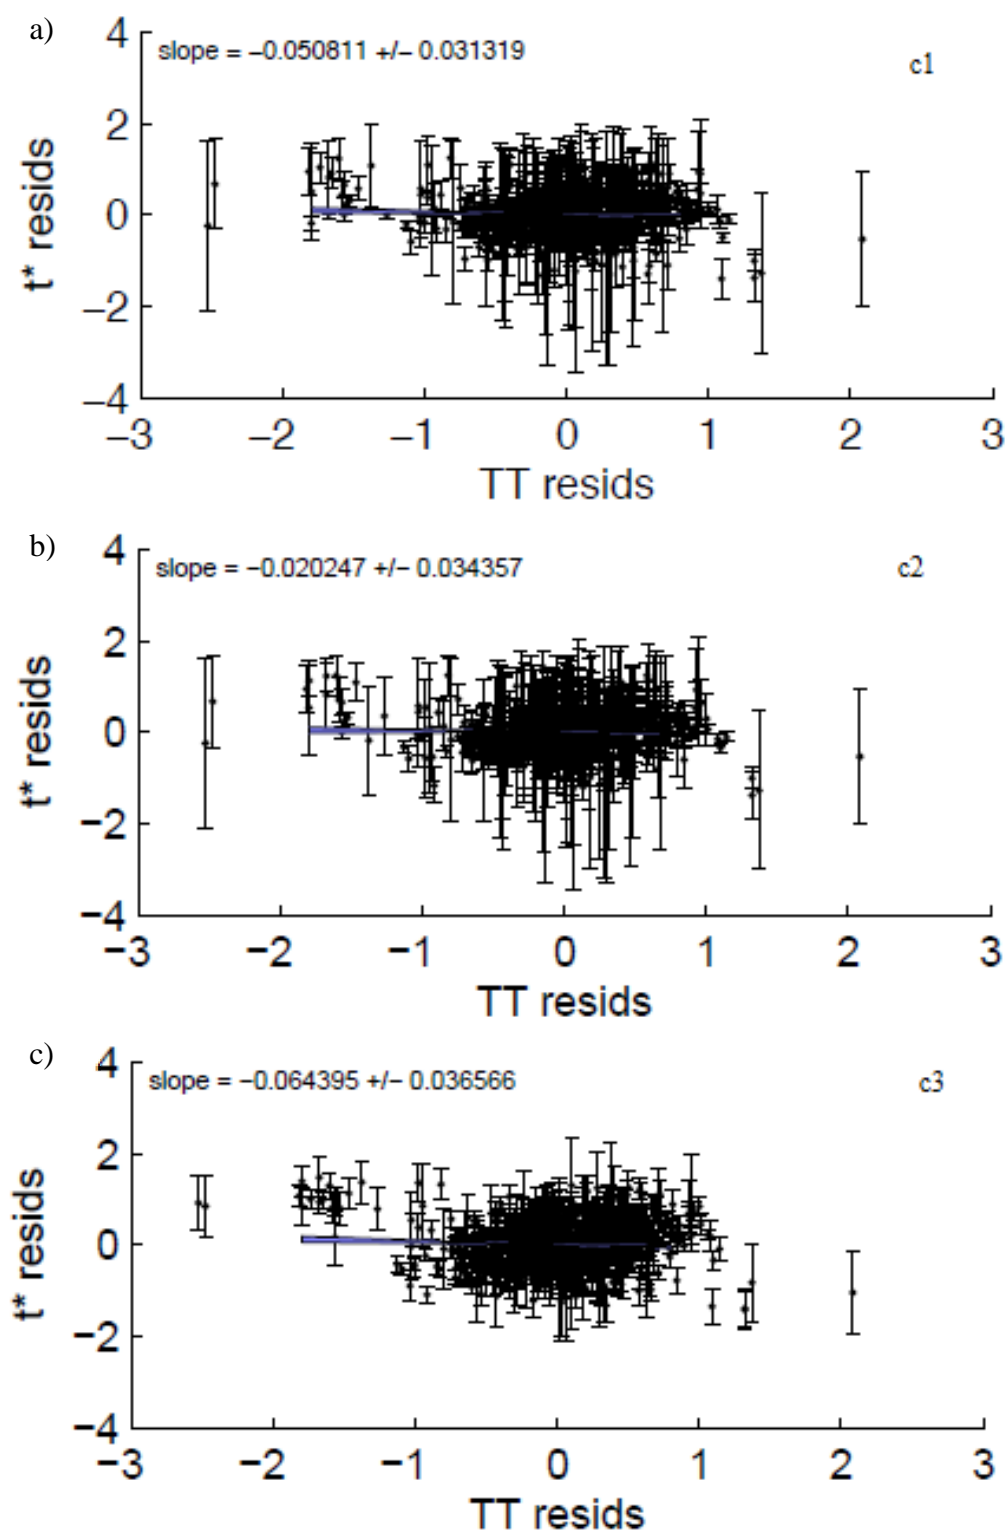 a)
4
slope = −0.050811 +/− 0.031319
c1
2
t* resids
0
−2
−4
−3 −2 −1 0 1 2 3
TT resids
b)
4
slope = −0.020247 +/− 0.034357
c2
2
t* resids
0
−2
−4
−3 −2 −1 0 1 2 3
TT resids
c)
4
slope = −0.064395 +/− 0.036566
c3
2
t* resids
0
−2
−4
−3 −2 −1 0 1 2 3
TT resids